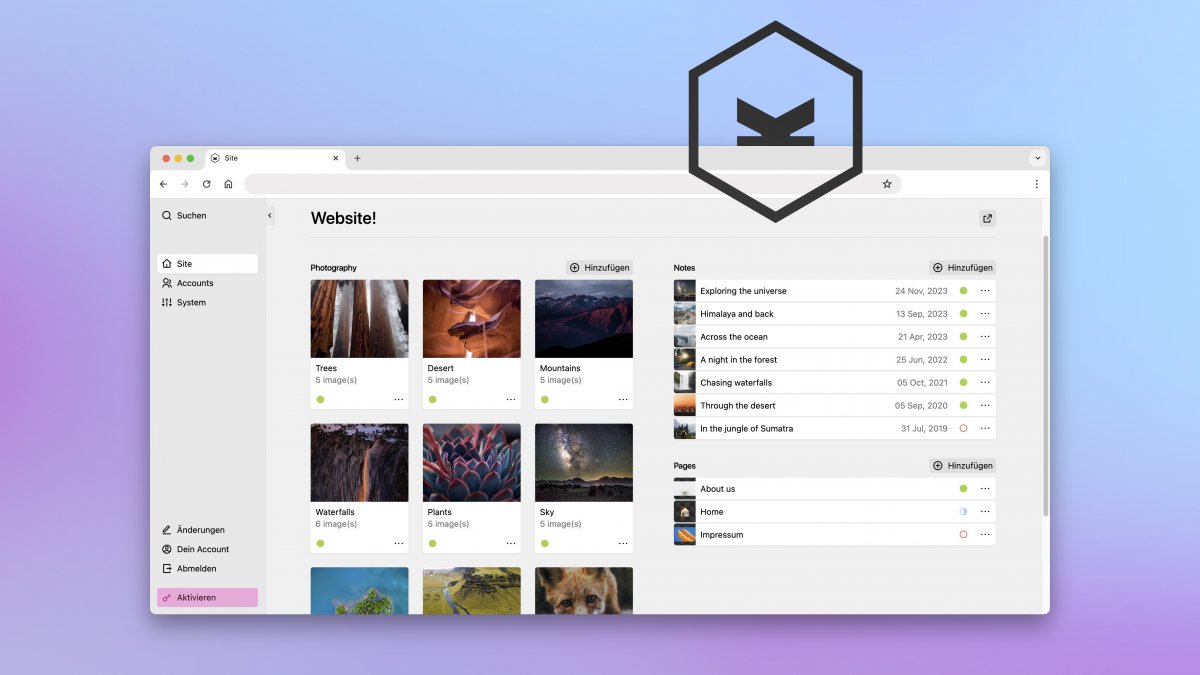 Site
Suchen
Site
Accounts
System
Änderungen
Dein Account
Abmelden
Aktivieren
Website!
Photography
Hinzufügen
Trees
5 image(s)
Desert
5 image(s)
Mountains
5 image(s)
Waterfalls
6 image(s)
Plants
5 image(s)
Sky
5 image(s)
Notes
Hinzufügen
Exploring the universe 24 Nov, 2023
Himalaya and back 13 Sep, 2023
Across the ocean 21 Apr, 2023
A night in the forest 25 Jun, 2022
Chasing waterfalls 05 Oct, 2021
Through the desert 05 Sep, 2020
In the jungle of Sumatra 31 Jul, 2019
Pages
Hinzufügen
About us
Home
Impressum